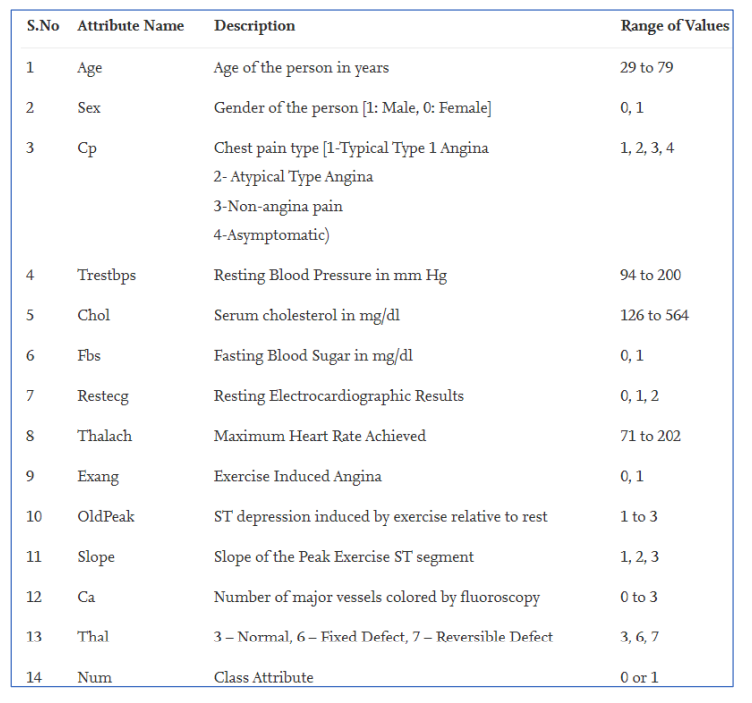 S.No Attribute Name Description Range of Values
1 Age Age of the person in years 29 to 79
2 Sex Gender of the person [1: Male, 0: Female] 0, 1
3 Cp Chest pain type [1-Typical Type 1 Angina 1, 2, 3, 4
2- Atypical Type Angina
3-Non-angina pain
4-Asymptomatic)
4 Trestbps Resting Blood Pressure in mm Hg 94 to 200
5 Chol Serum cholesterol in mg/dl 126 to 564
6 Fbs Fasting Blood Sugar in mg/dl 0, 1
7 Restecg Resting Electrocardiographic Results 0, 1, 2
8 Thalach Maximum Heart Rate Achieved 71 to 202
9 Exang Exercise Induced Angina 0, 1
10 OldPeak ST depression induced by exercise relative to rest 1 to 3
11 Slope Slope of the Peak Exercise ST segment 1, 2, 3
12 Ca Number of major vessels colored by fluoroscopy 0 to 3
13 Thal 3 – Normal, 6 – Fixed Defect, 7 – Reversible Defect 3, 6, 7
14 Num Class Attribute 0 or 1